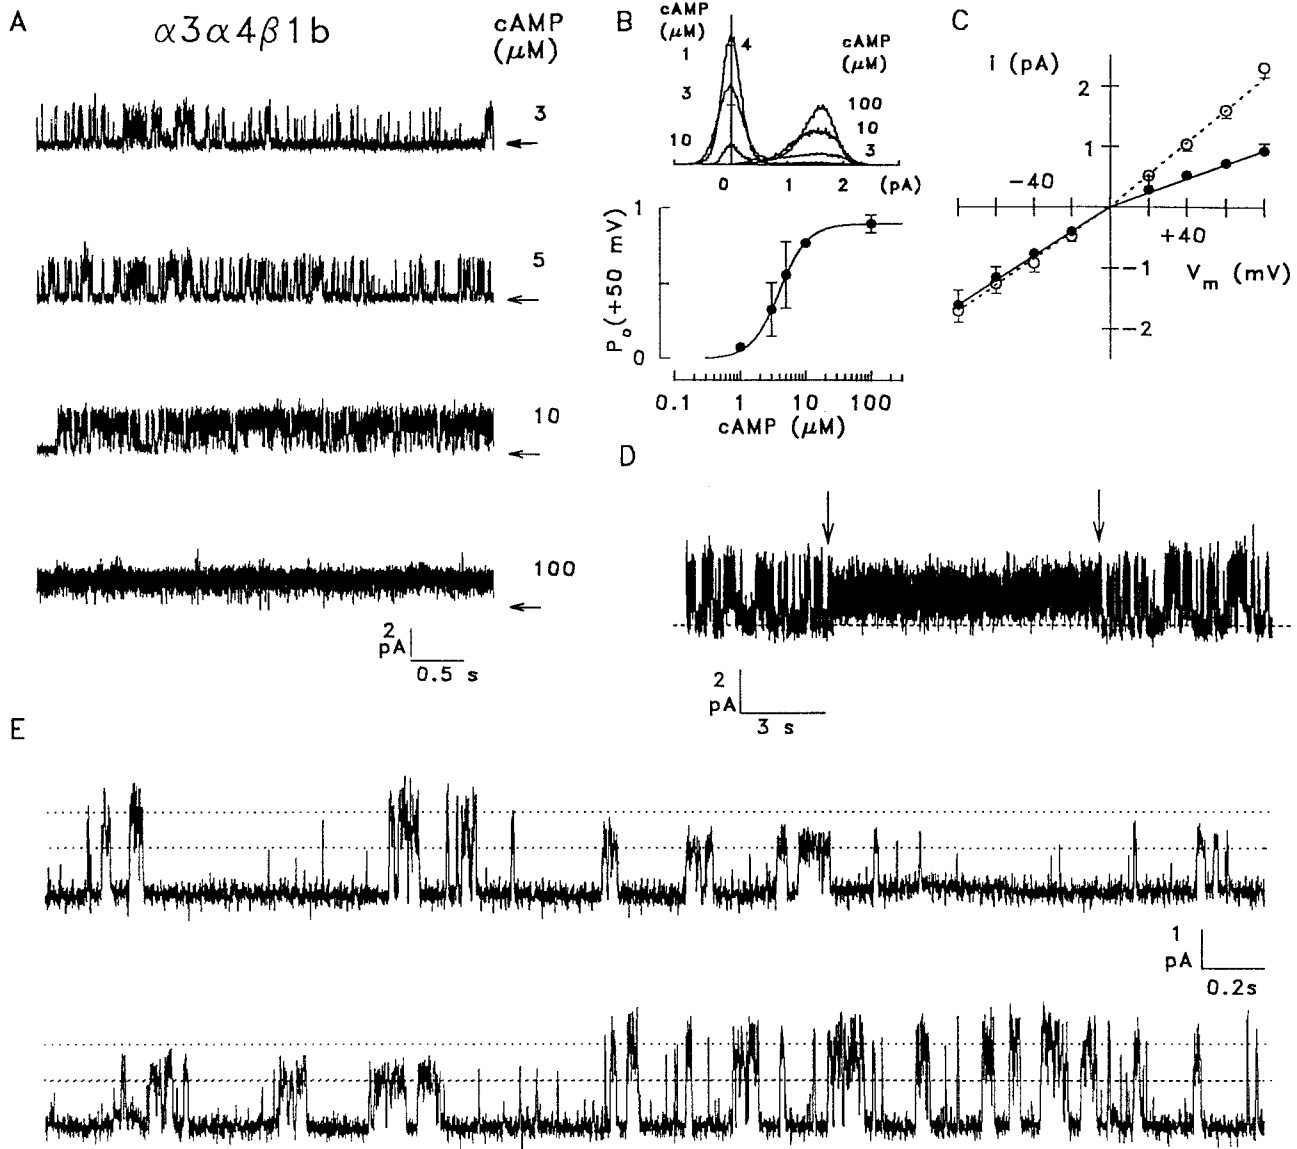 A
α3α4β1b
cAMP
(μM)
3
5
10
100
2
pA
0.5 s
B
cAMP
(μM)
1
3
10
4
cAMP
(μM)
100
10
3
0 1 2 (pA)
1
0
Po(+50 mV)
0.1 1 10 100
cAMP (μM)
C
i (pA)
2
1
-40
+40
-1
-2
Vm (mV)
D
2
pA
3 s
E
1
pA
0.2s